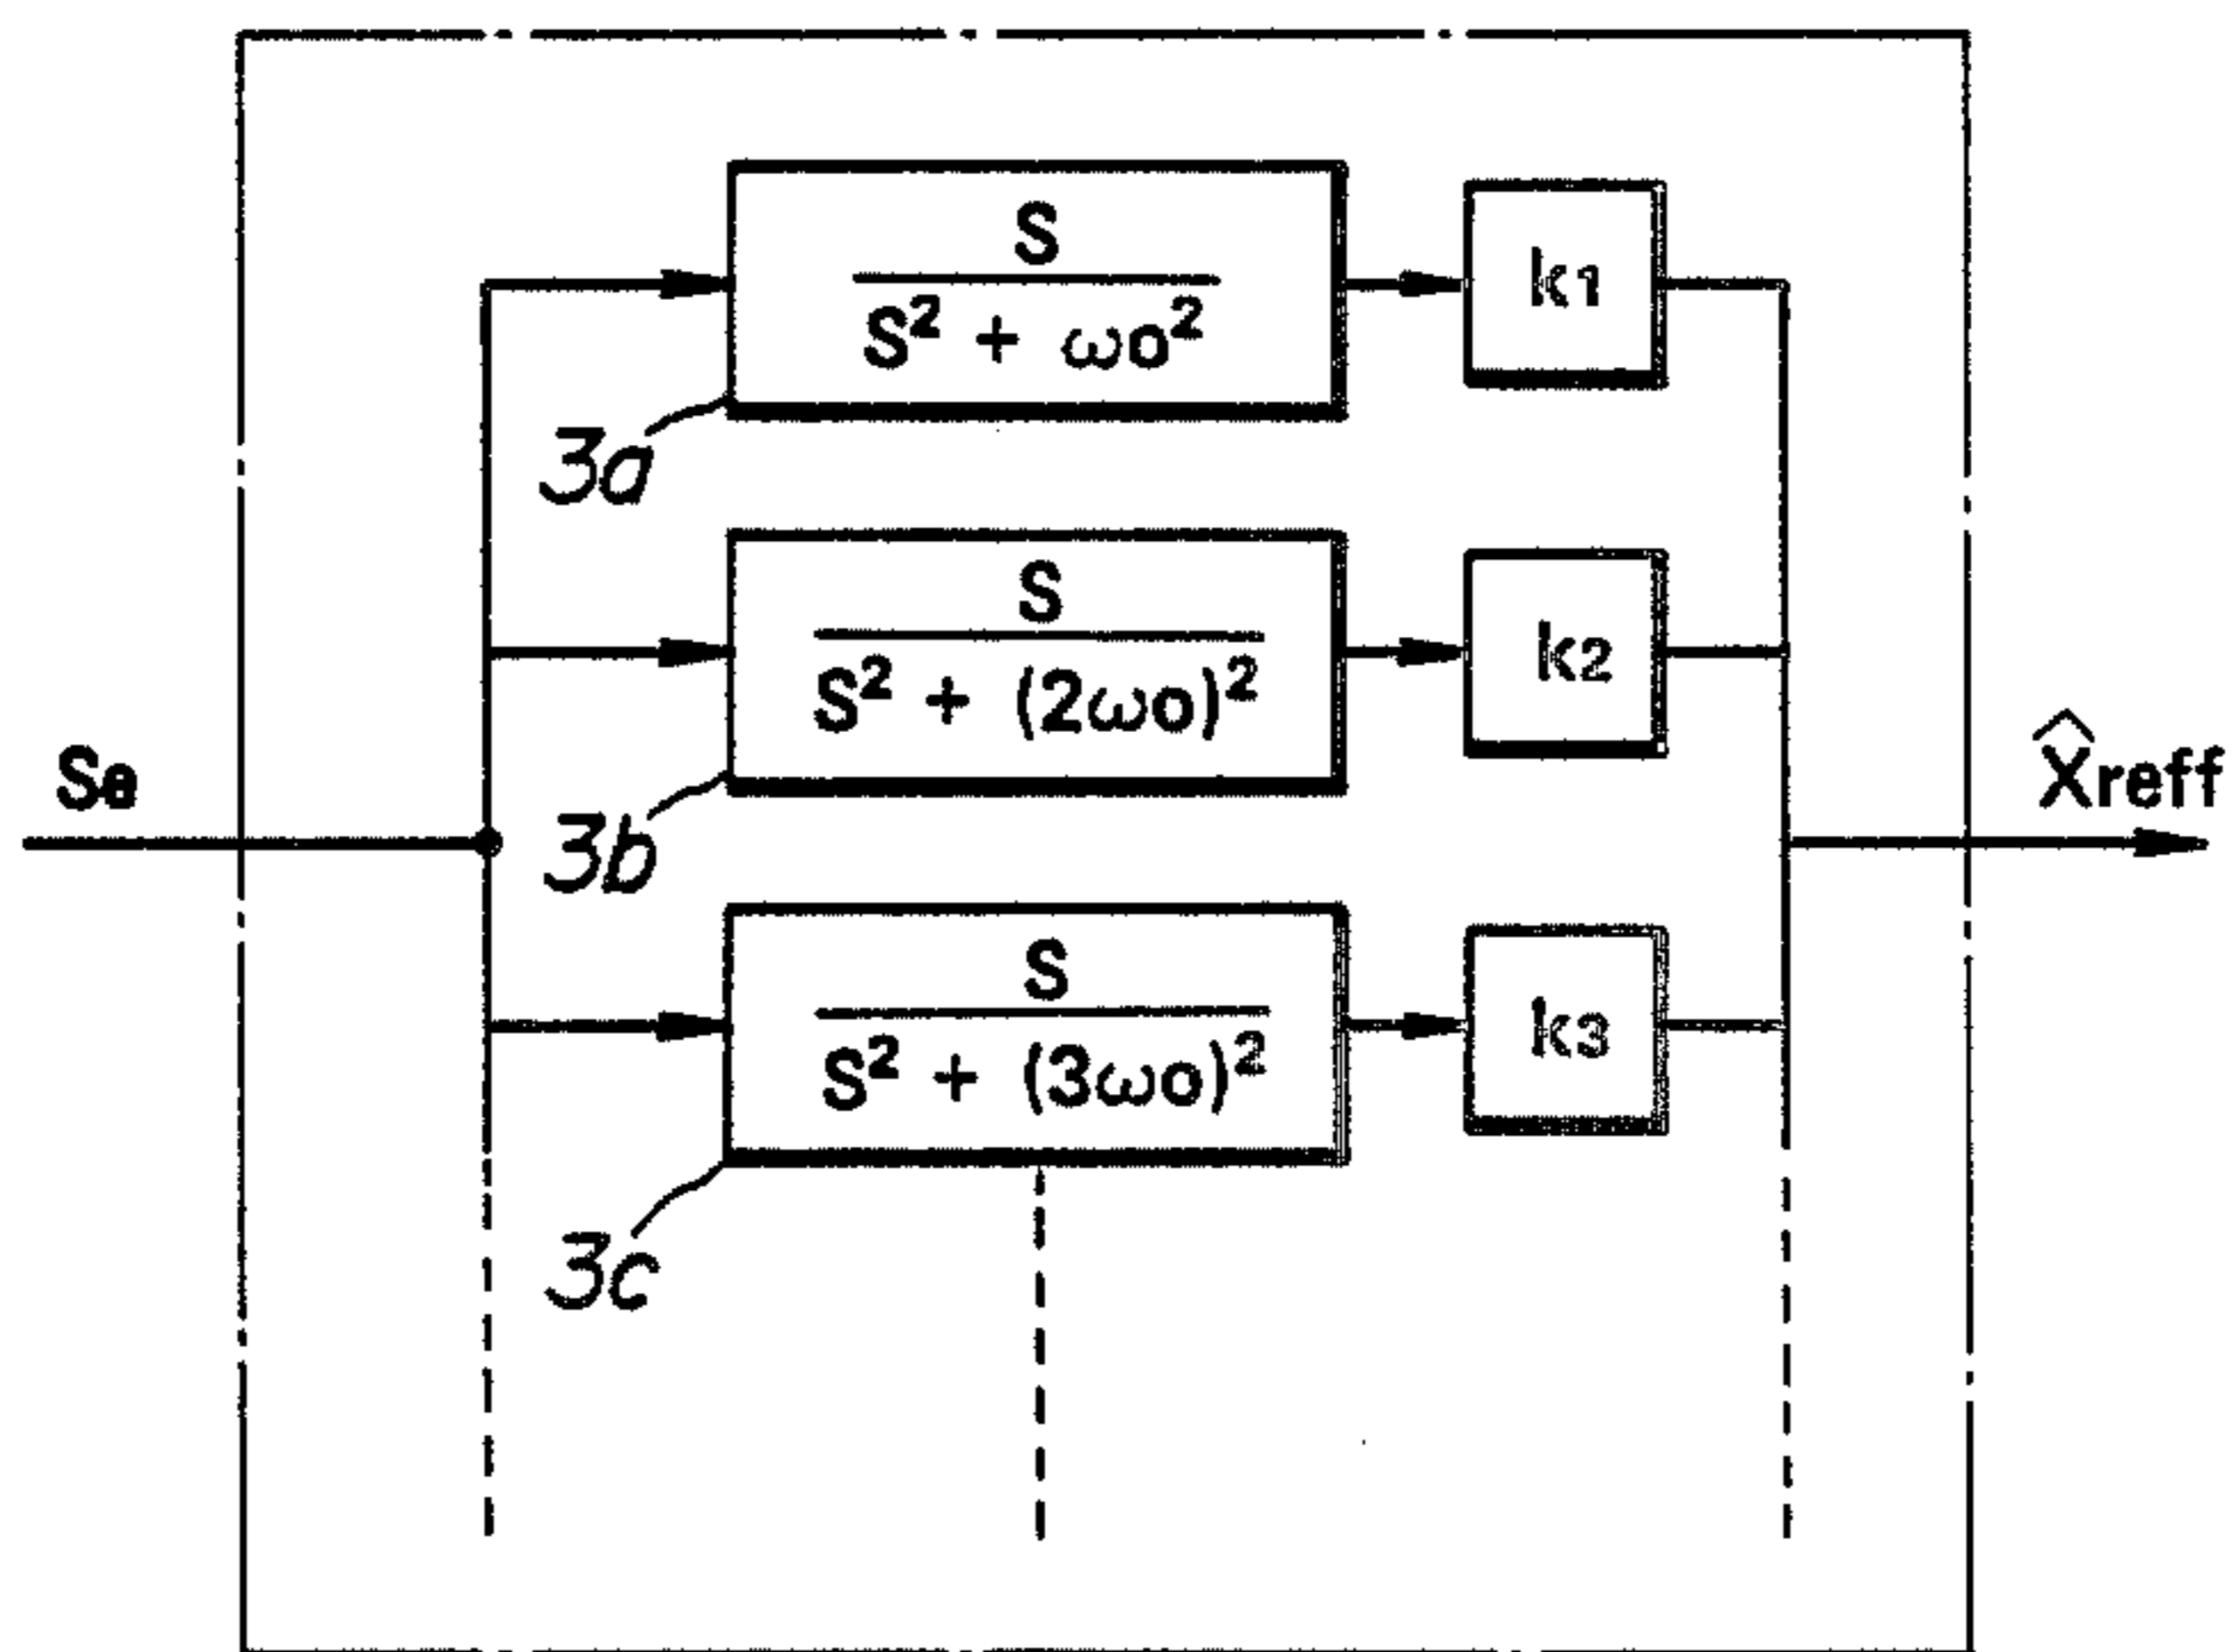 S
S² + ωo²
k1
3a
S
S² + (2ωo)²
k2
Se
X̂reff
3b
S
S² + (3ωo)²
k3
3c